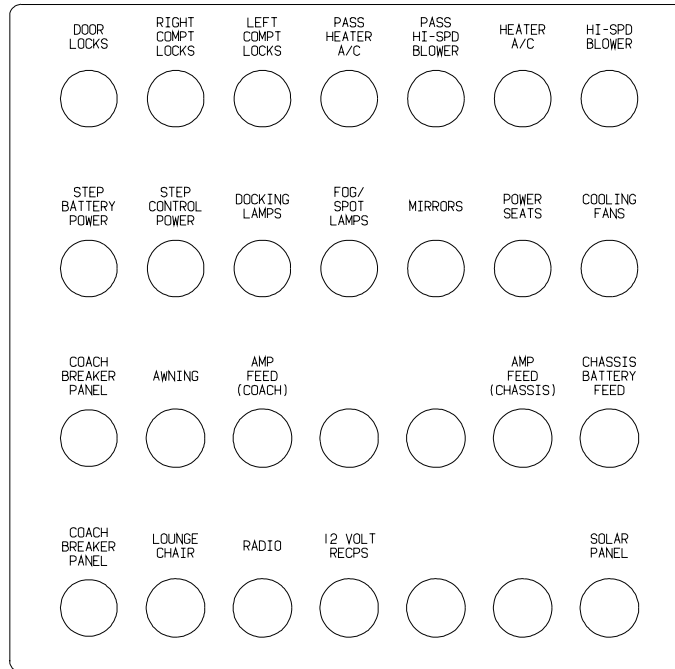 DOOR
LOCKS
RIGHT
COMPT
LOCKS
LEFT
COMPT
LOCKS
PASS
HEATER
A/C
PASS
HI-SPD
BLOWER
HEATER
A/C
HI-SPD
BLOWER
STEP
BATTERY
POWER
STEP
CONTROL
POWER
DOCKING
LAMPS
FOG/
SPOT
LAMPS
MIRRORS
POWER
SEATS
COOLING
FANS
COACH
BREAKER
PANEL
AWNING
AMP
FEED
(COACH)
AMP
FEED
(CHASSIS)
CHASSIS
BATTERY
FEED
COACH
BREAKER
PANEL
LOUNGE
CHAIR
RADIO
12 VOLT
RECPS
SOLAR
PANEL